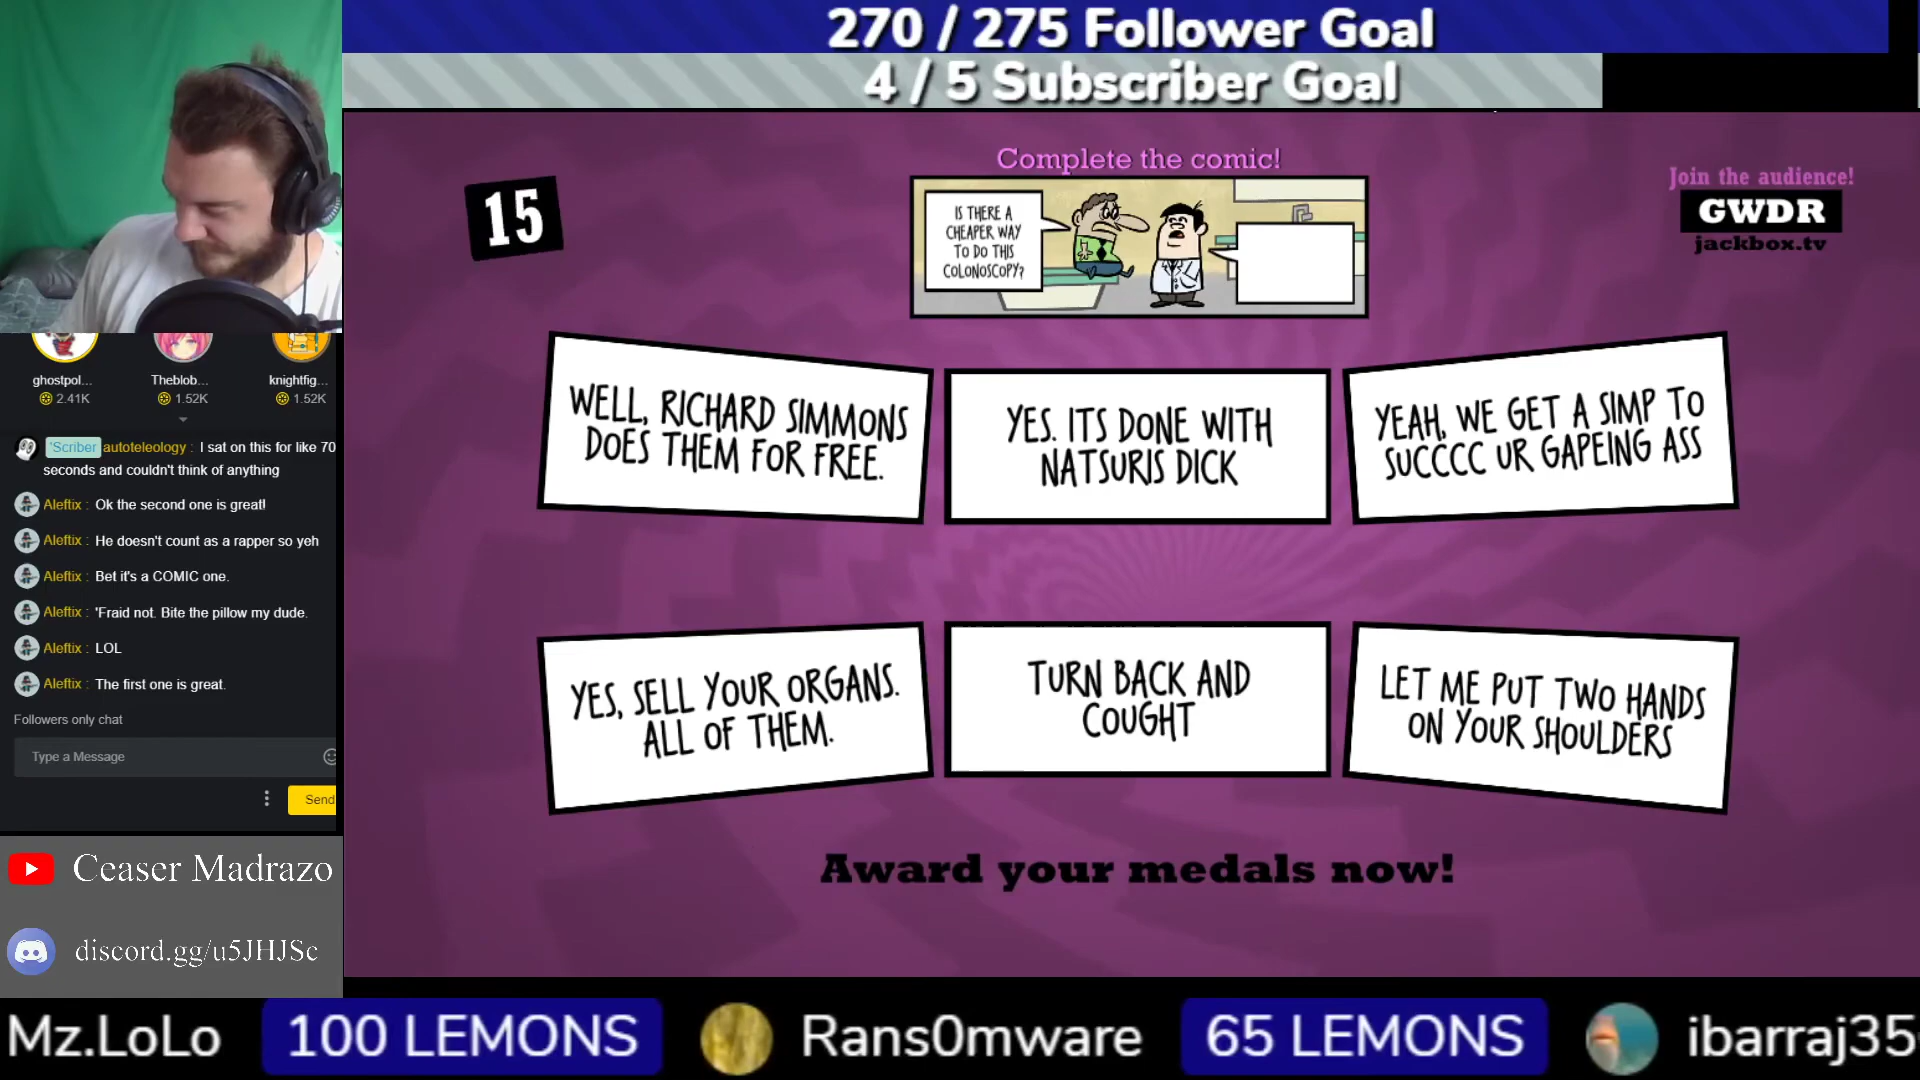 270 / 275 Follower Goal
4 / 5 Subscriber Goal
Complete the comic!
15
IS THERE A
CHEAPER WAY
TO DO THIS
COLONOSCOPY?
Join the audience!
GWDR
jackbox.tv
WELL, RICHARD SIMMONS
DOES THEM FOR FREE.
YES. ITS DONE WITH
NATSURIS DICK
YEAH, WE GET A SIMP TO
SUCCCC UR GAPEING ASS
YES, SELL YOUR ORGANS.
ALL OF THEM.
TURN BACK AND
COUGHT
LET ME PUT TWO HANDS
ON YOUR SHOULDERS
Award your medals now!
ghostpol... Theblob... knightfig...
2.41K 1.52K 1.52K
'Scriber autoteleology : I sat on this for like 70
seconds and couldn't think of anything
Aleftix : Ok the second one is great!
Aleftix : He doesn't count as a rapper so yeh
Aleftix : Bet it's a COMIC one.
Aleftix : 'Fraid not. Bite the pillow my dude.
Aleftix : LOL
Aleftix : The first one is great.
Followers only chat
Type a Message
Send
Ceaser Madrazo
discord.gg/u5JHJSc
Mz.LoLo 100 LEMONS Rans0mware 65 LEMONS ibarraj35